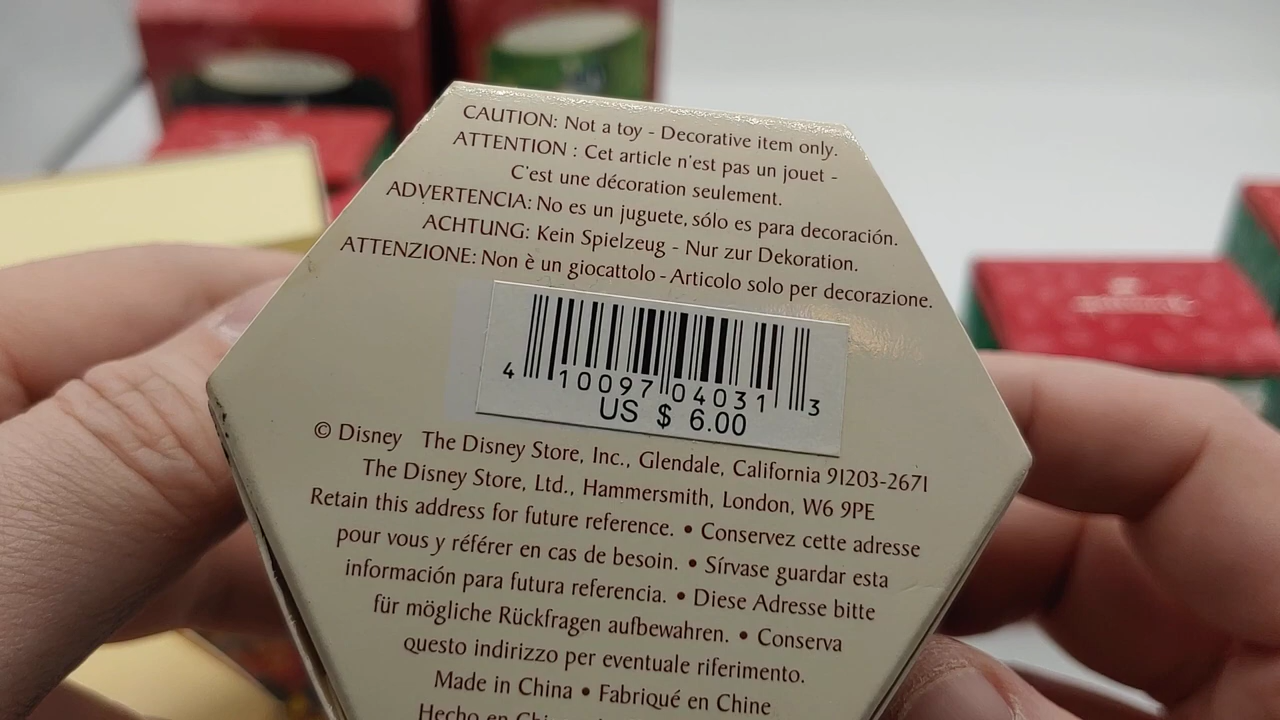 CAUTION: Not a toy - Decorative item only.
ATTENTION : Cet article n'est pas un jouet -
C'est une décoration seulement.
ADVERTENCIA: No es un juguete, sólo es para decoración.
ACHTUNG: Kein Spielzeug - Nur zur Dekoration.
ATTENZIONE: Non è un giocattolo - Articolo solo per decorazione.
4 10097 04031 3
US $ 6.00
© Disney The Disney Store, Inc., Glendale, California 91203-2671
The Disney Store, Ltd., Hammersmith, London, W6 9PE
Retain this address for future reference. • Conservez cette adresse
pour vous y référer en cas de besoin. • Sírvase guardar esta
información para futura referencia. • Diese Adresse bitte
für mögliche Rückfragen aufbewahren. • Conserva
questo indirizzo per eventuale riferimento.
Made in China • Fabriqué en Chine
Hecho en